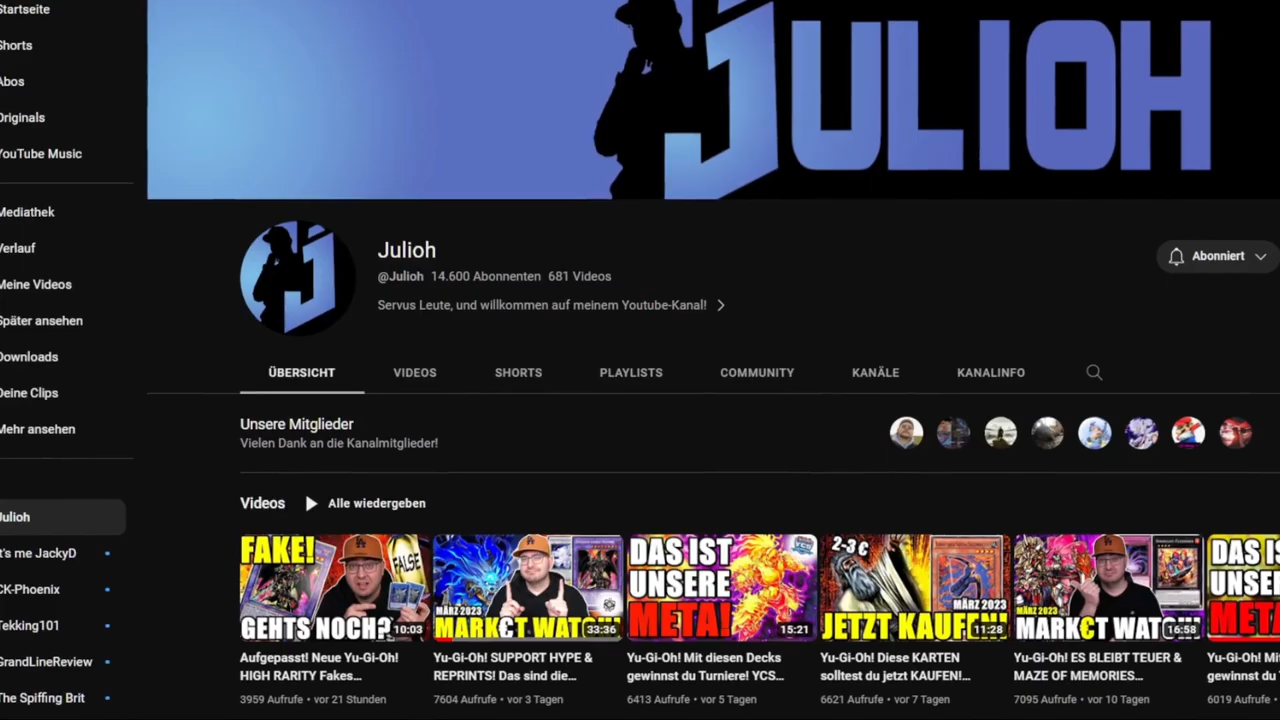 Startseite
Shorts
Abos
Originals
YouTube Music
Mediathek
Verlauf
Meine Videos
Später ansehen
Downloads
Deine Clips
Mehr ansehen
Julioh
It's me JackyD
CK-Phoenix
Tekking101
GrandLineReview
The Spiffing Brit
JULIOH
J
Julioh
@Julioh 14.600 Abonnenten 681 Videos
Servus Leute, und willkommen auf meinem Youtube-Kanal!
Abonniert
ÜBERSICHT VIDEOS SHORTS PLAYLISTS COMMUNITY KANÄLE KANALINFO
Unsere Mitglieder
Vielen Dank an die Kanalmitglieder!
Videos Alle wiedergeben
FAKE!
FALSE
GEHTS NOCH?
10:03
Aufgepasst! Neue Yu-Gi-Oh!
HIGH RARITY Fakes...
3959 Aufrufe • vor 21 Stunden
MÄRZ 2023
MARK€T WATCH
33:36
Yu-Gi-Oh! SUPPORT HYPE &
REPRINTS! Das sind die...
7604 Aufrufe • vor 3 Tagen
DAS IST
UNSERE
META!
15:21
Yu-Gi-Oh! Mit diesen Decks
gewinnst du Turniere! YCS...
6413 Aufrufe • vor 5 Tagen
2-3 €
MÄRZ 2023
JETZT KAUFEN!
11:28
Yu-Gi-Oh! Diese KARTEN
solltest du jetzt KAUFEN!...
6621 Aufrufe • vor 7 Tagen
MÄRZ 2023
MARK€T WATCH
16:58
Yu-Gi-Oh! ES BLEIBT TEUER &
MAZE OF MEMORIES...
7095 Aufrufe • vor 10 Tagen
DAS IS
UNSER
MET
Yu-Gi-Oh! Mi
gewinnst du
6019 Aufrufe •